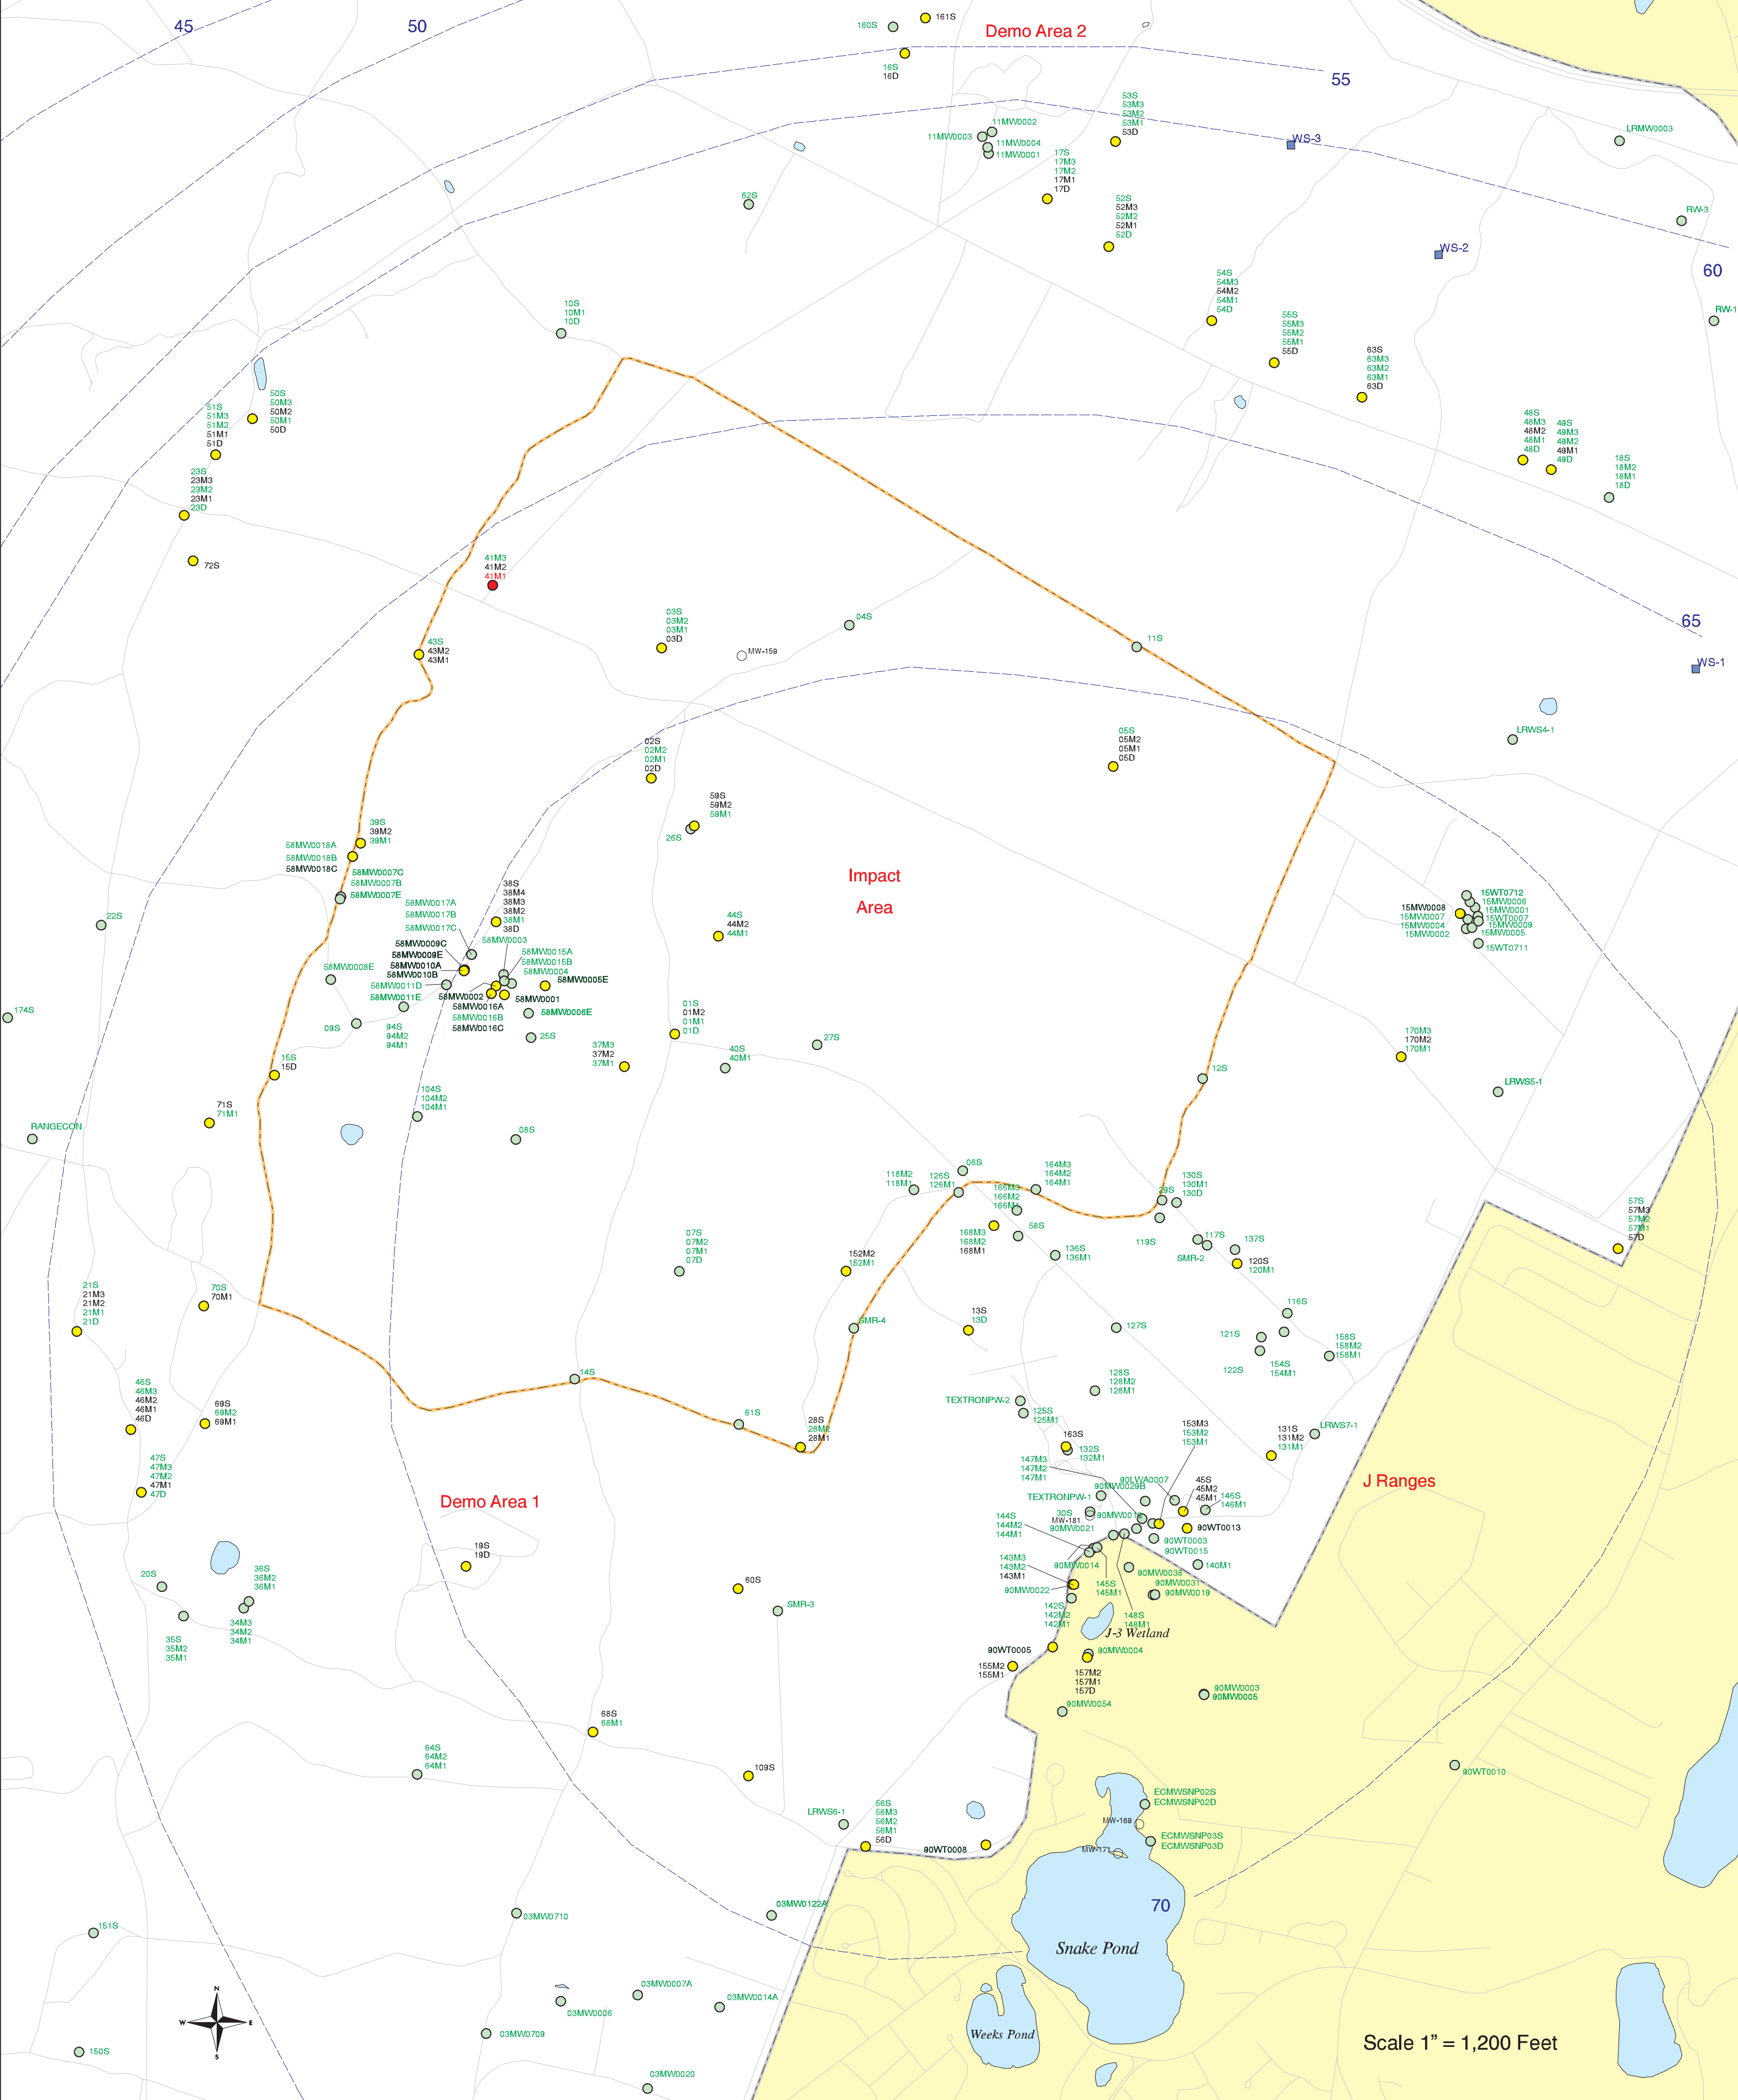 45
50
160S
161S
Demo Area 2
16S
16D
55
53S
53M3
53M2
53M1
53D
11MW0002
11MW0003
11MW0004
11MW0001
17S
17M3
17M2
17M1
17D
WS-3
LRMW0003
62S
52S
52M3
52M2
52M1
52D
RW-3
WS-2
60
54S
54M3
54M2
54M1
54D
RW-1
10S
10M1
10D
55S
55M3
55M2
55M1
55D
63S
63M3
63M2
63M1
63D
50S
50M3
50M2
50M1
50D
51S
51M3
51M2
51M1
51D
48S
48M3
48M2
48M1
48D
49S
49M3
49M2
49M1
49D
18S
18M2
18M1
18D
23S
23M3
23M2
23M1
23D
72S
41M3
41M2
41M1
03S
03M2
03M1
03D
04S
MW-159
43S
43M2
43M1
11S
65
WS-1
02S
02M2
02M1
02D
05S
05M2
05M1
05D
LRWS4-1
59S
59M2
59M1
26S
39S
39M2
39M1
58MW0018A
58MW0018B
58MW0018C
58MW0007C
58MW0007B
58MW0007E
Impact
Area
38S
38M4
38M3
38M2
38M1
38D
58MW0017A
58MW0017B
58MW0017C
22S
44S
44M2
44M1
15WT0712
15MW0006
15MW0001
15WT0007
15MW0009
15MW0005
15WT0711
15MW0008
15MW0007
15MW0004
15MW0002
58MW0003
58MW0009C
58MW0009E
58MW0010A
58MW0010B
58MW0011D
58MW0011E
58MW0015A
58MW0015B
58MW0004
58MW0005E
58MW0008E
58MW0002
58MW0001
58MW0016A
58MW0016B
58MW0016C
58MW0006E
174S
09S
94S
94M2
94M1
25S
01S
01M2
01M1
01D
27S
37M3
37M2
37M1
40S
40M1
170M3
170M2
170M1
15S
15D
12S
LRWS5-1
104S
104M2
104M1
71S
71M1
RANGECON
08S
06S
118M2
118M1
126S
126M1
164M3
164M2
164M1
166M3
166M2
166M1
130S
130M1
130D
29S
58S
168M3
168M2
168M1
119S
117S
SMR-2
137S
120S
120M1
136S
136M1
57S
57M3
57M2
57M1
57D
07S
07M2
07M1
07D
152M2
152M1
21S
21M3
21M2
21M1
21D
70S
70M1
SMR-4
13S
13D
127S
116S
121S
122S
154S
154M1
158S
158M2
158M1
14S
46S
46M3
46M2
46M1
46D
69S
69M2
69M1
61S
28S
28M2
28M1
128S
128M2
128M1
TEXTRONPW-2
125S
125M1
163S
132S
132M1
131S
131M2
131M1
LRWS7-1
153M3
153M2
153M1
47S
47M3
47M2
47M1
47D
147M3
147M2
147M1
90LWA0007
90MW0029B
45S
45M2
45M1
J Ranges
Demo Area 1
TEXTRONPW-1
146S
146M1
30S
MW-181
90MW0021
144S
144M2
144M1
90WT0013
90WT0003
90WT0015
19S
19D
143M3
143M2
143M1
90MW0014
90MW0022
90MW0038
140M1
90MW0031
90MW0019
145S
145M1
20S
36S
36M2
36M1
34M3
34M2
34M1
35S
35M2
35M1
60S
SMR-3
142S
142M2
142M1
148S
148M1
J-3 Wetland
90WT0005
90MW0004
155M2
155M1
157M2
157M1
157D
90MW0003
90MW0005
90MW0054
68S
68M1
64S
64M2
64M1
109S
90WT0010
ECMWSNP02S
ECMWSNP02D
LRWS6-1
56S
56M3
56M2
56M1
56D
MW-169
ECMWSNP03S
ECMWSNP03D
90WT0008
MW-171
70
03MW0122A
03MW0710
151S
Snake Pond
03MW0007A
03MW0014A
03MW0006
N
W
E
S
03MW0709
Weeks Pond
Scale 1” = 1,200 Feet
150S
03MW0020